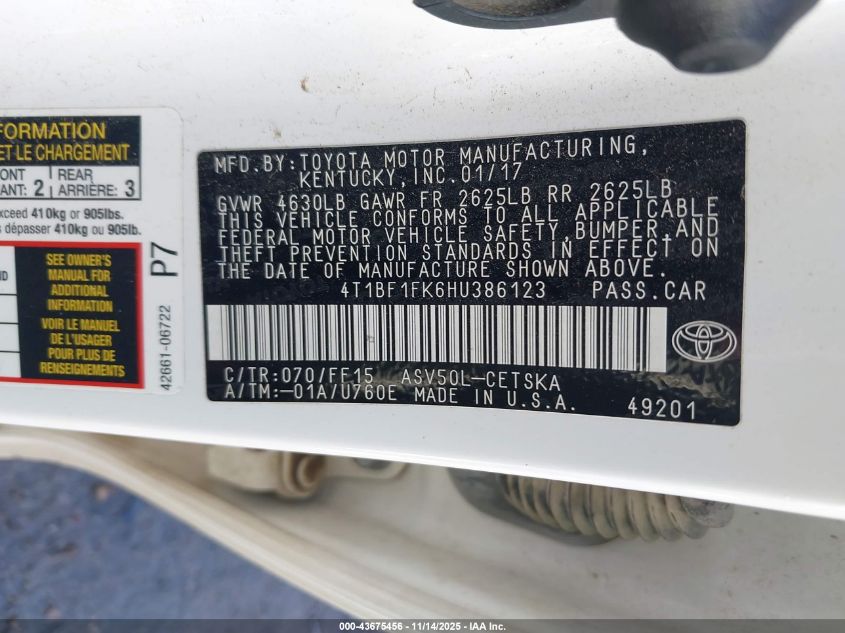 FORMATION
ET LE CHARGEMENT
ONT
ANT: 2
REAR
ARRIÈRE: 3
xceed 410kg or 905lbs.
s dépasser 410kg ou 905lb.
SEE OWNER'S
MANUAL FOR
ADDITIONAL
INFORMATION
VOIR LE MANUEL
DE L'USAGER
POUR PLUS DE
RENSEIGNEMENTS
P7
42661-06722
MFD.BY:TOYOTA MOTOR MANUFACTURING,
KENTUCKY,INC.01/17
GVWR 4630LB GAWR FR 2625LB RR 2625LB
THIS VEHICLE CONFORMS TO ALL APPLICABLE
FEDERAL MOTOR VEHICLE SAFETY,BUMPER,AND
THEFT PREVENTION STANDARDS IN EFFECT ON
THE DATE OF MANUFACTURE SHOWN ABOVE.
4T1BF1FK6HU386123 PASS.CAR
C/TR:070/FE15 ASV50L-CETSKA
A/TM:-01A/U760E MADE IN U.S.A.
49201
000-43675456 - 11/14/2025 - IAA Inc.